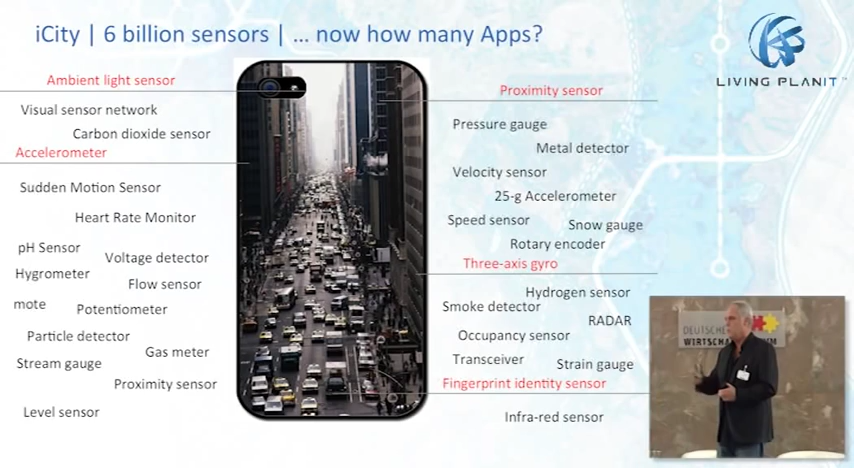 iCity | 6 billion sensors | ... now how many Apps?
LIVING PLANIT™
Ambient light sensor
Visual sensor network
Carbon dioxide sensor
Accelerometer
Sudden Motion Sensor
Heart Rate Monitor
pH Sensor
Voltage detector
Hygrometer
Flow sensor
mote
Potentiometer
Particle detector
Gas meter
Stream gauge
Proximity sensor
Level sensor
Proximity sensor
Pressure gauge
Metal detector
Velocity sensor
25-g Accelerometer
Speed sensor
Snow gauge
Rotary encoder
Three-axis gyro
Hydrogen sensor
Smoke detector
RADAR
Occupancy sensor
Transceiver
Strain gauge
Fingerprint identity sensor
Infra-red sensor
DEUTSCHE
WIRTSCHA